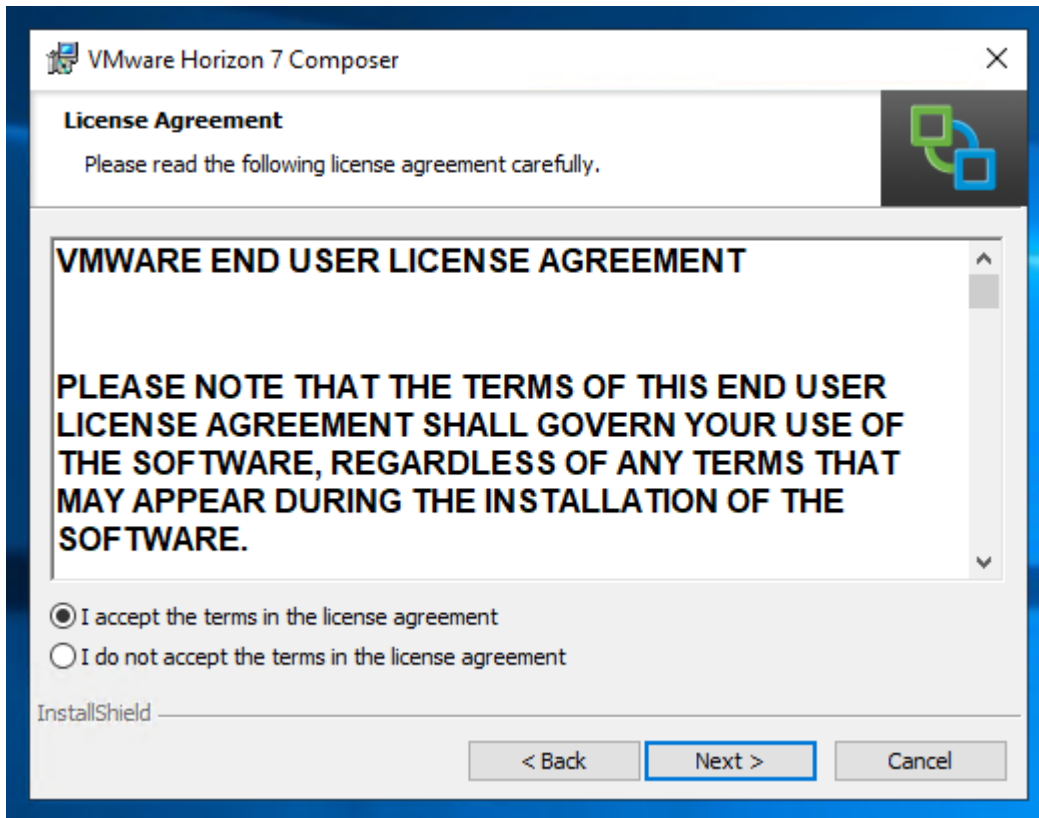 VMware Horizon 7 Composer
License Agreement
Please read the following license agreement carefully.
VMWARE END USER LICENSE AGREEMENT
PLEASE NOTE THAT THE TERMS OF THIS END USER
LICENSE AGREEMENT SHALL GOVERN YOUR USE OF
THE SOFTWARE, REGARDLESS OF ANY TERMS THAT
MAY APPEAR DURING THE INSTALLATION OF THE
SOFTWARE.
I accept the terms in the license agreement
I do not accept the terms in the license agreement
InstallShield
< Back Next > Cancel